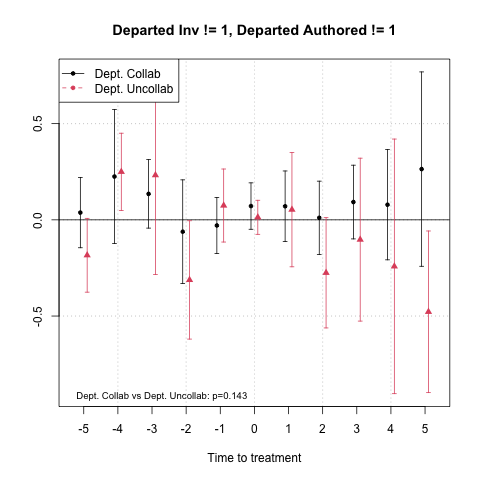 Departed Inv != 1, Departed Authored != 1
Dept. Collab
Dept. Uncollab
0.5
0.0
-0.5
Dept. Collab vs Dept. Uncollab: p=0.143
-5 -4 -3 -2 -1 0 1 2 3 4 5
Time to treatment